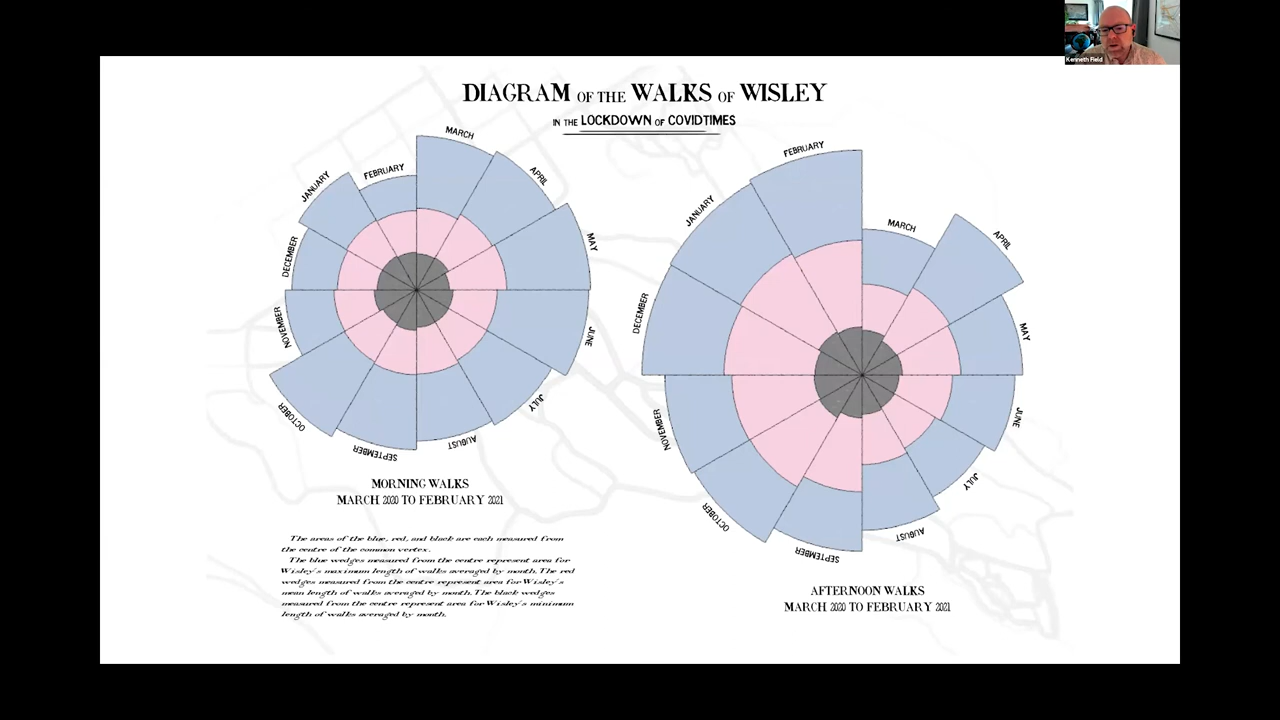 Kenneth Field
DIAGRAM OF THE WALKS OF WISLEY
IN THE LOCKDOWN OF COVIDTIMES
MARCH
APRIL
MAY
JUNE
JULY
AUGUST
SEPTEMBER
OCTOBER
NOVEMBER
DECEMBER
JANUARY
FEBRUARY
MORNING WALKS
MARCH 2020 TO FEBRUARY 2021
The areas of the blue, red, and black are each measured from
the centre of the common vertex.
The blue wedges measured from the centre represent area for
Wisley's maximum length of walks averaged by month. The red
wedges measured from the centre represent area for Wisley's
mean length of walks averaged by month. The black wedges
measured from the centre represent area for Wisley's minimum
length of walks averaged by month.
MARCH
APRIL
MAY
JUNE
JULY
AUGUST
SEPTEMBER
OCTOBER
NOVEMBER
DECEMBER
JANUARY
FEBRUARY
AFTERNOON WALKS
MARCH 2020 TO FEBRUARY 2021